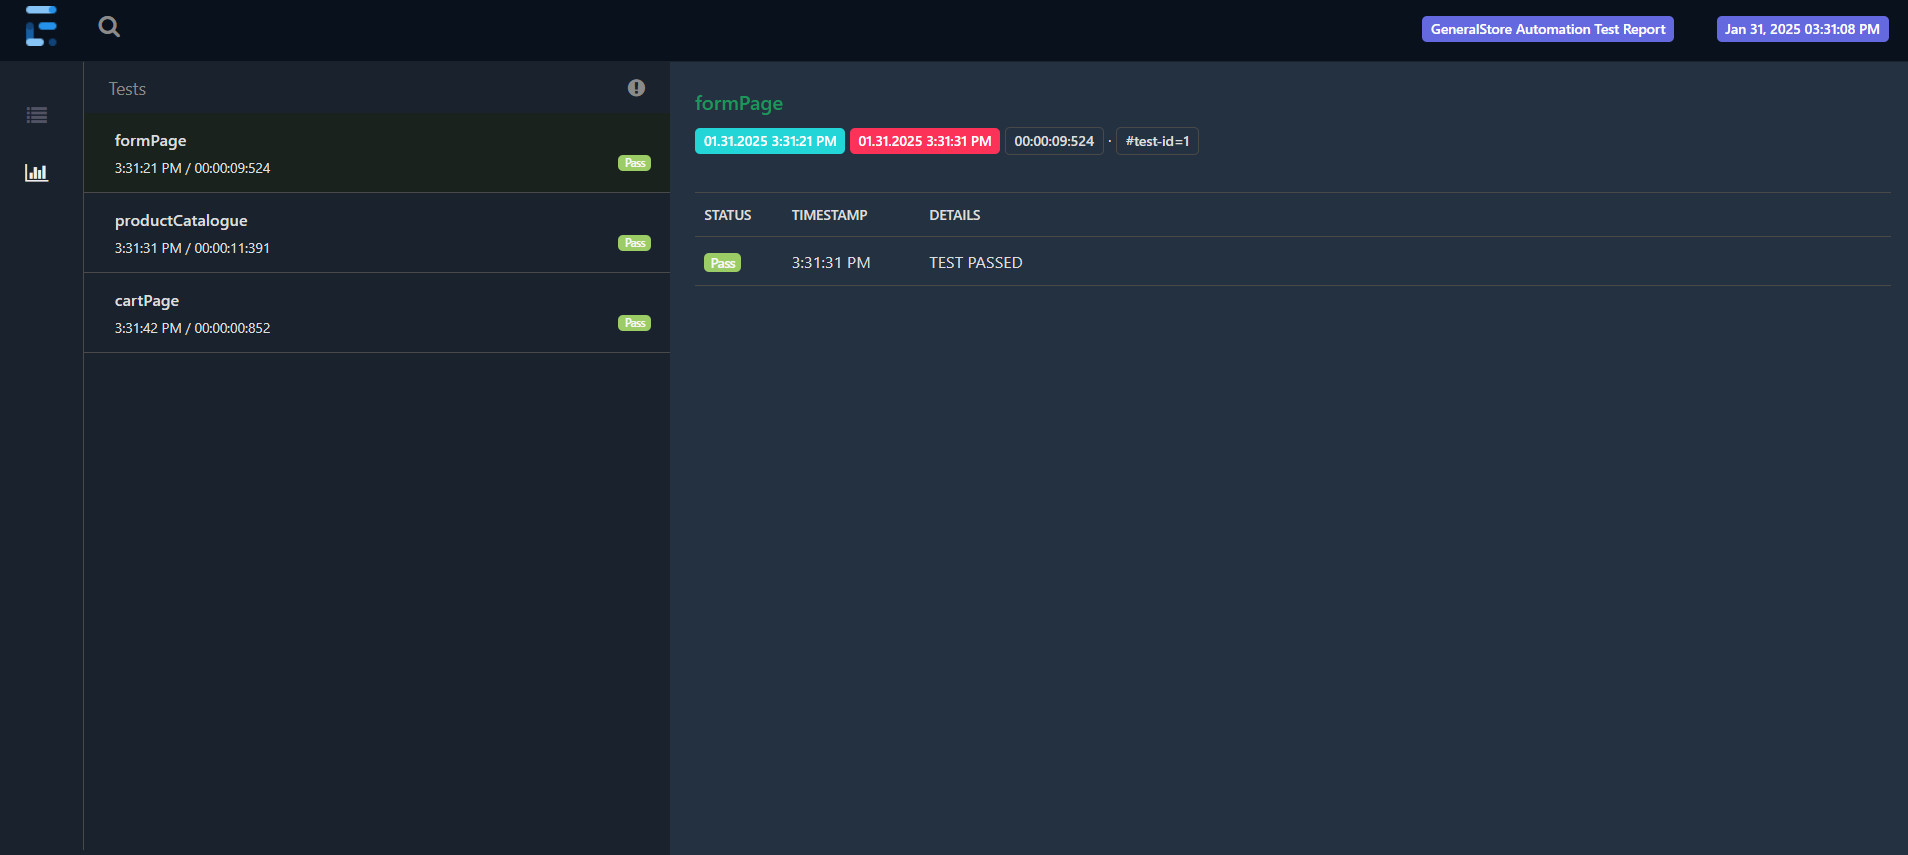 GeneralStore Automation Test Report
Jan 31, 2025 03:31:08 PM
Tests
formPage
3:31:21 PM / 00:00:09:524
Pass
productCatalogue
3:31:31 PM / 00:00:11:391
Pass
cartPage
3:31:42 PM / 00:00:00:852
Pass
formPage
01.31.2025 3:31:21 PM 01.31.2025 3:31:31 PM 00:00:09:524 · #test-id=1
STATUS TIMESTAMP DETAILS
Pass 3:31:31 PM TEST PASSED